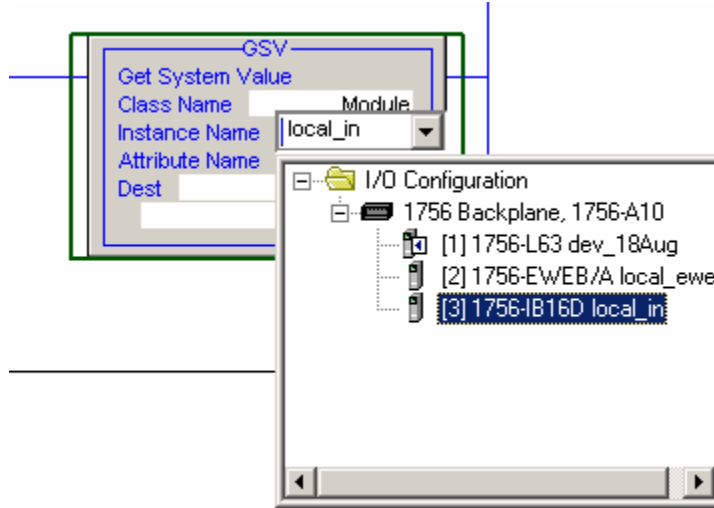 GSV
Get System Value
Class Name Module
Instance Name local_in
Attribute Name
Dest
I/O Configuration
1756 Backplane, 1756-A10
[1] 1756-L63 dev_18Aug
[2] 1756-EWEB/A local_ewe
[3] 1756-IB16D local_in